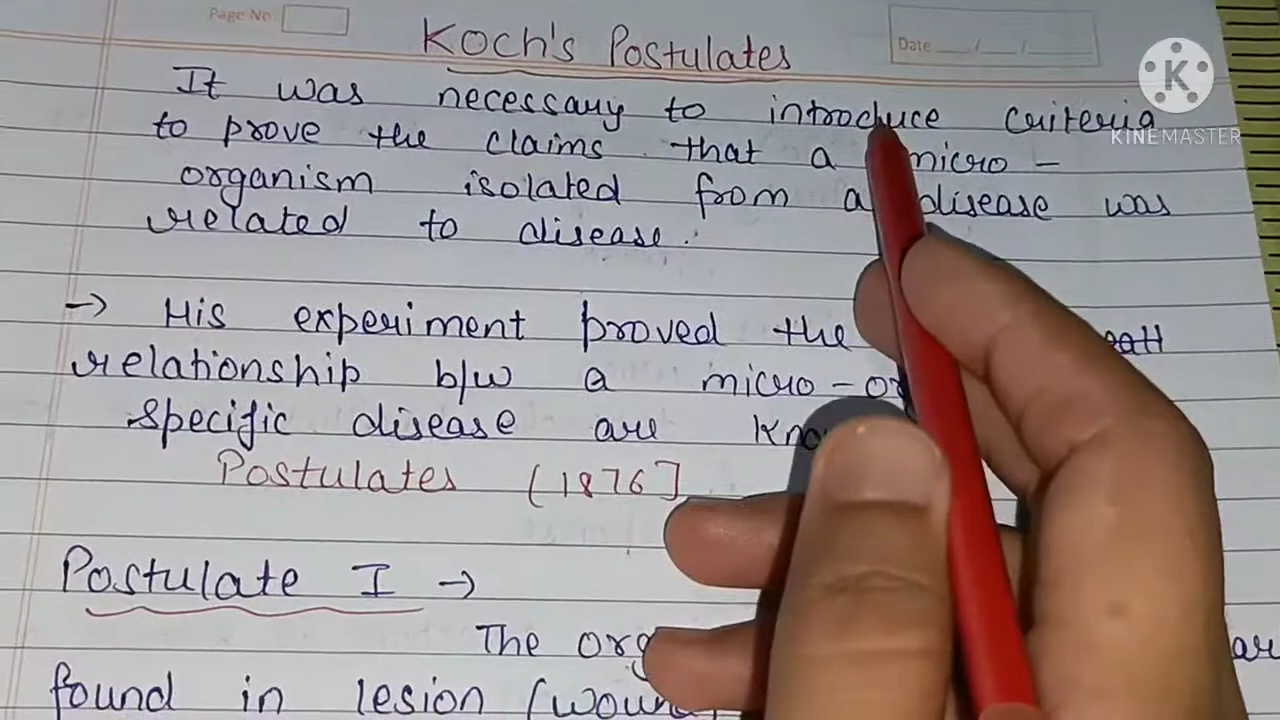 Page No
Koch's Postulates
Date
It was necessary to introduce criteria
K
KINEMASTER
to prove the claims that a micro-
organism isolated from a disease was
related to disease.
→ His experiment proved the
relationship b/w a micro-
specific disease are
Postulates (1876]
Postulate I →
The
found in lesion (wound)